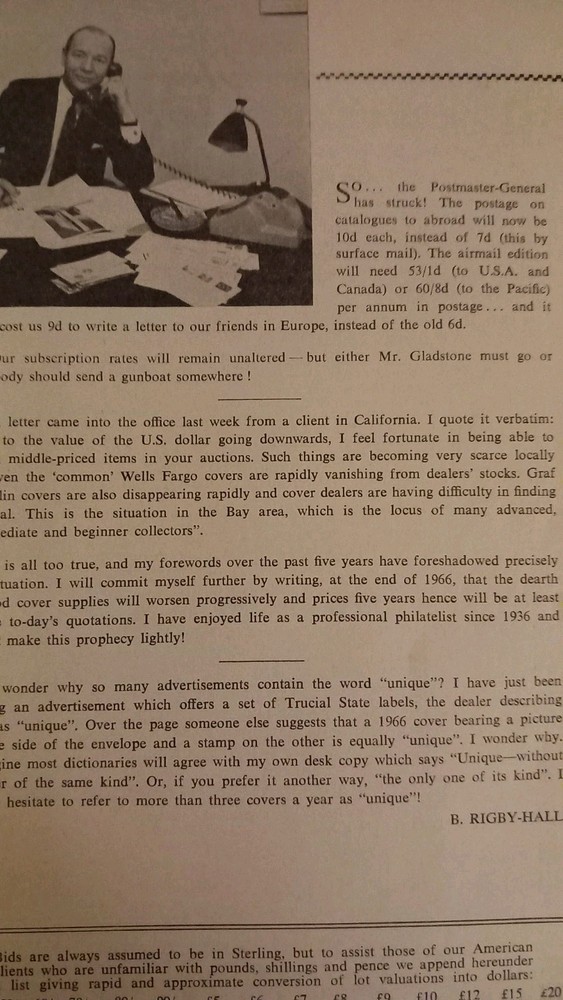 SO... the Postmaster-General
has struck! The postage on
catalogues to abroad will now be
10d each, instead of 7d (this by
surface mail). The airmail edition
will need 53/1d (to U.S.A. and
Canada) or 60/8d (to the Pacific)
per annum in postage... and it
cost us 9d to write a letter to our friends in Europe, instead of the old 6d.
ur subscription rates will remain unaltered — but either Mr. Gladstone must go or
ody should send a gunboat somewhere !
letter came into the office last week from a client in California. I quote it verbatim:
to the value of the U.S. dollar going downwards, I feel fortunate in being able to
middle-priced items in your auctions. Such things are becoming very scarce locally
ven the ‘common’ Wells Fargo covers are rapidly vanishing from dealers’ stocks. Graf
lin covers are also disappearing rapidly and cover dealers are having difficulty in finding
al. This is the situation in the Bay area, which is the locus of many advanced,
ediate and beginner collectors”.
is all too true, and my forewords over the past five years have foreshadowed precisely
tuation. I will commit myself further by writing, at the end of 1966, that the dearth
d cover supplies will worsen progressively and prices five years hence will be at least
to-day’s quotations. I have enjoyed life as a professional philatelist since 1936 and
make this prophecy lightly!
wonder why so many advertisements contain the word “unique”? I have just been
g an advertisement which offers a set of Trucial State labels, the dealer describing
as “unique”. Over the page someone else suggests that a 1966 cover bearing a picture
e side of the envelope and a stamp on the other is equally “unique”. I wonder why.
gine most dictionaries will agree with my own desk copy which says “Unique—without
r of the same kind”. Or, if you prefer it another way, “the only one of its kind”. I
hesitate to refer to more than three covers a year as “unique”!
B. RIGBY-HALL
Bids are always assumed to be in Sterling, but to assist those of our American
lients who are unfamiliar with pounds, shillings and pence we append hereunder
list giving rapid and approximate conversion of lot valuations into dollars:
£5 £6 £7 £8 £9 £10 £12 £15 £20